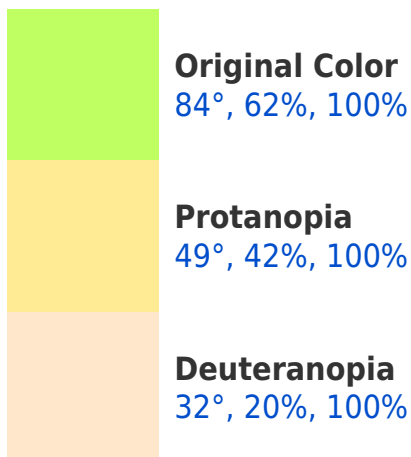 Original Color
84°, 62%, 100%
Protanopia
49°, 42%, 100%
Deuteranopia
32°, 20%, 100%